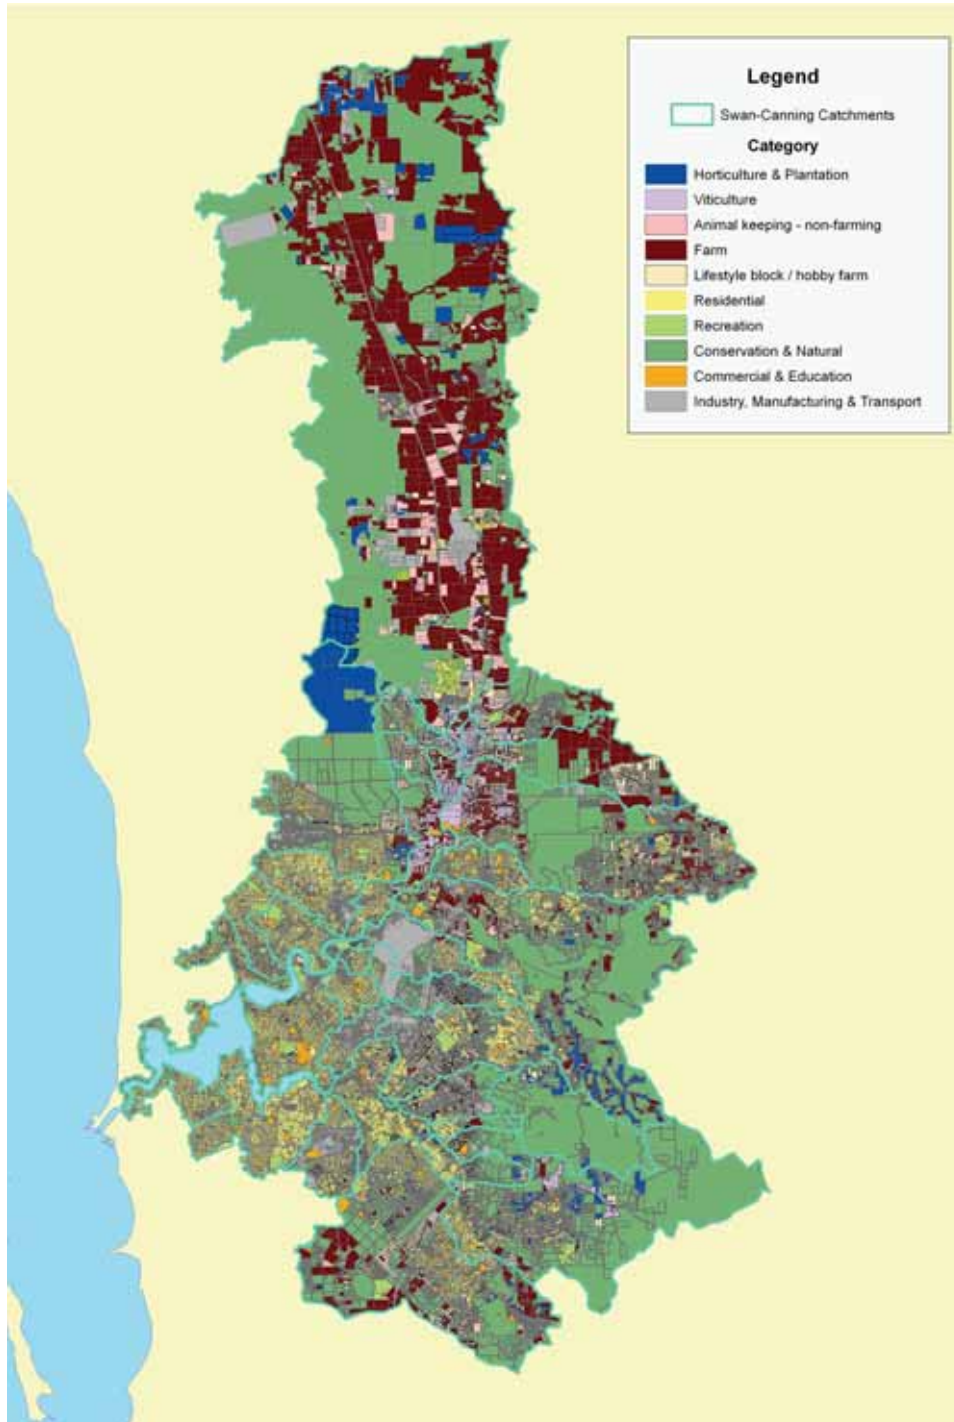 Legend
Swan-Canning Catchments
Category
Horticulture & Plantation
Viticulture
Animal keeping - non-farming
Farm
Lifestyle block / hobby farm
Residential
Recreation
Conservation & Natural
Commercial & Education
Industry, Manufacturing & Transport